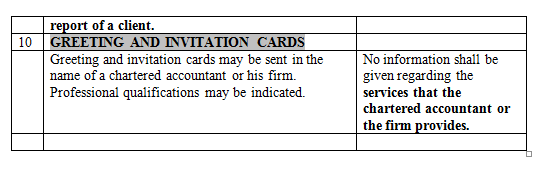 report of a client.
10 GREETING AND INVITATION CARDS
Greeting and invitation cards may be sent in the
name of a chartered accountant or his firm.
Professional qualifications may be indicated.
No information shall be
given regarding the
services that the
chartered accountant or
the firm provides.